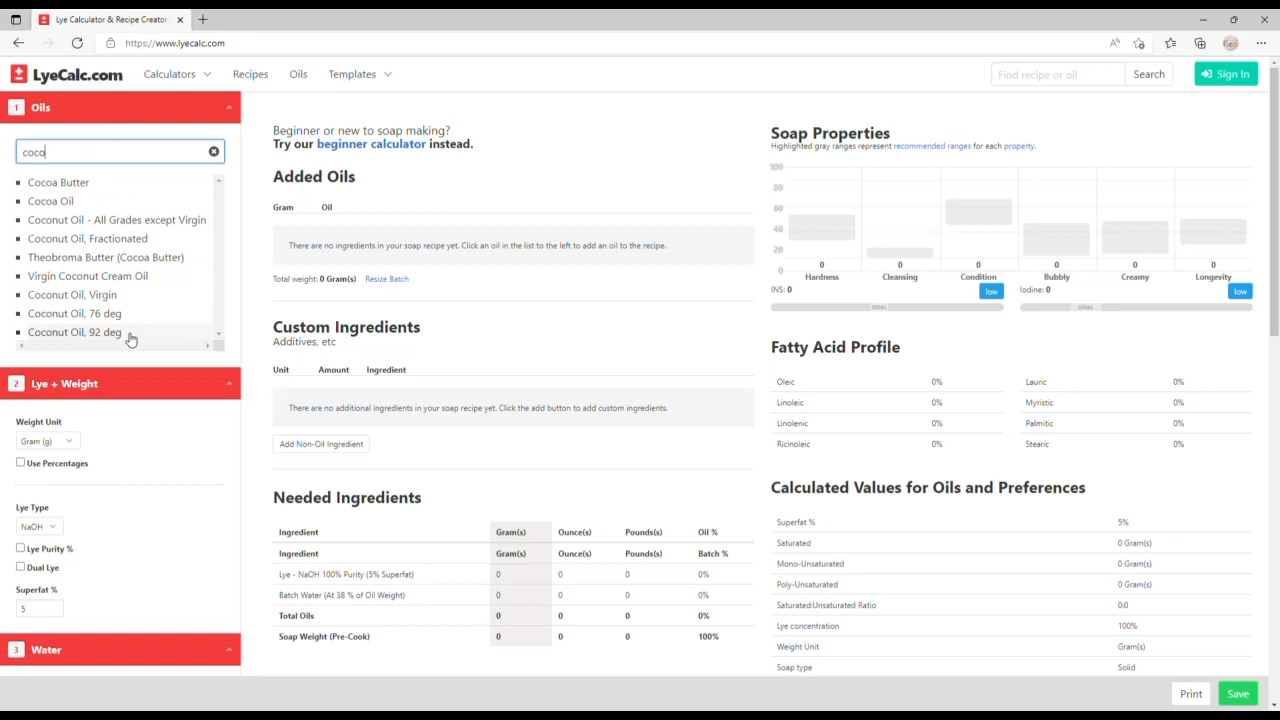 Lye Calculator & Recipe Creator
https://www.lyecalc.com
LyeCalc.com
Calculators
Recipes
Oils
Templates
Find recipe or oil
Search
Sign In
1 Oils
coco
Cocoa Butter
Cocoa Oil
Coconut Oil - All Grades except Virgin
Coconut Oil, Fractionated
Theobroma Butter (Cocoa Butter)
Virgin Coconut Cream Oil
Coconut Oil, Virgin
Coconut Oil, 76 deg
Coconut Oil, 92 deg
2 Lye + Weight
Weight Unit
Gram (g)
Use Percentages
Lye Type
NaOH
Lye Purity %
Dual Lye
Superfat %
5
3 Water
Beginner or new to soap making?
Try our beginner calculator instead.
Added Oils
Gram Oil
There are no ingredients in your soap recipe yet. Click an oil in the list to the left to add an oil to the recipe.
Total weight: 0 Gram(s) Resize Batch
Custom Ingredients
Additives, etc
Unit Amount Ingredient
There are no additional ingredients in your soap recipe yet. Click the add button to add custom ingredients.
Add Non-Oil Ingredient
Needed Ingredients
Ingredient Gram(s) Ounce(s) Pounds(s) Oil %
Ingredient Gram(s) Ounce(s) Pounds(s) Batch %
Lye - NaOH 100% Purity (5% Superfat) 0 0 0 0%
Batch Water (At 38 % of Oil Weight) 0 0 0 0%
Total Oils 0 0 0 0%
Soap Weight (Pre-Cook) 0 0 0 100%
Soap Properties
Highlighted gray ranges represent recommended ranges for each property.
100
80
60
40
20
0
0 0 0 0 0 0
Hardness Cleansing Condition Bubbly Creamy Longevity
INS: 0 low Iodine: 0 low
IDEAL IDEAL
Fatty Acid Profile
Oleic 0% Lauric 0%
Linoleic 0% Myristic 0%
Linolenic 0% Palmitic 0%
Ricinoleic 0% Stearic 0%
Calculated Values for Oils and Preferences
Superfat % 5%
Saturated 0 Gram(s)
Mono-Unsaturated 0 Gram(s)
Poly-Unsaturated 0 Gram(s)
Saturated:Unsaturated Ratio 0:0
Lye concentration 100%
Weight Unit Gram(s)
Soap type Solid
Print Save